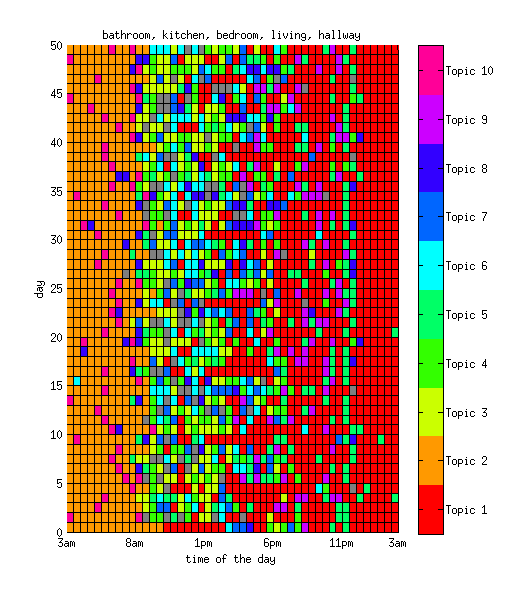 bathroom, kitchen, bedroom, living, hallway
50
45
40
35
30
25
20
15
10
5
0
day
3am 8am 1pm 6pm 11pm 3am
time of the day
Topic 10
Topic 9
Topic 8
Topic 7
Topic 6
Topic 5
Topic 4
Topic 3
Topic 2
Topic 1